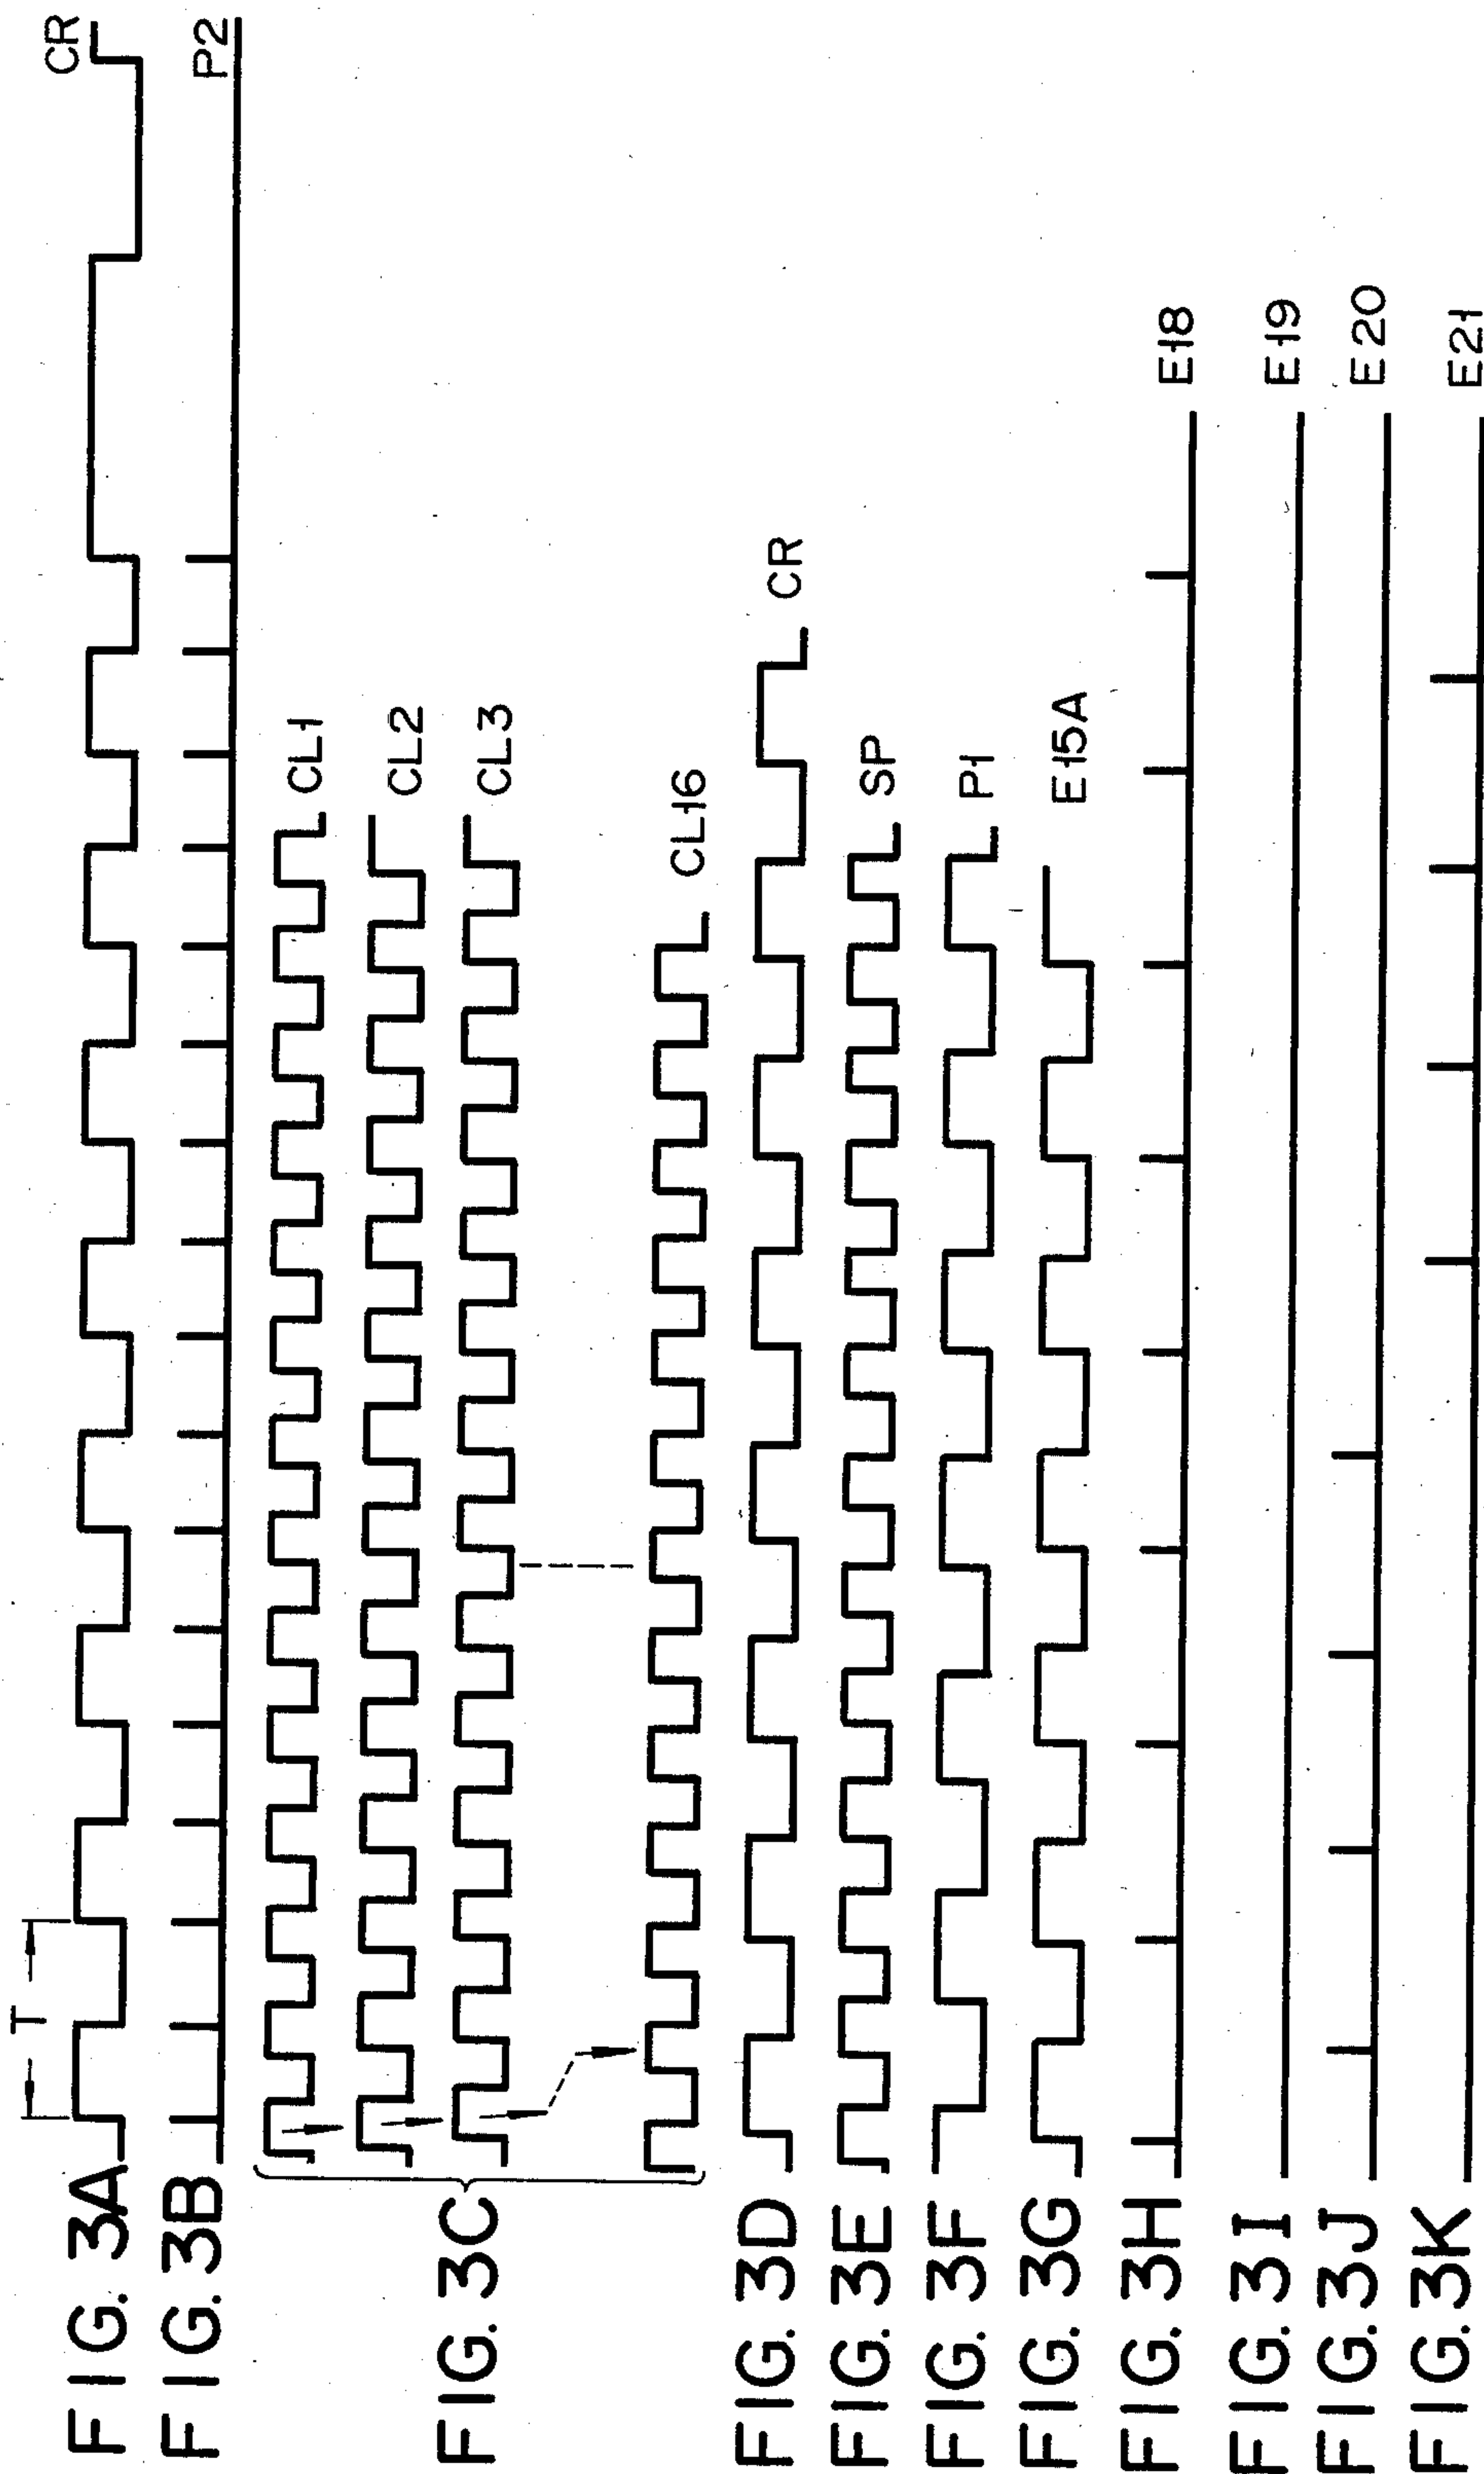 T
FIG. 3A CR
FIG. 3B P2
CL1
CL2
FIG. 3C CL3
CL16
FIG. 3D CR
FIG. 3E SP
FIG. 3F P1
FIG. 3G E15A
FIG. 3H E18
FIG. 3I E19
FIG. 3J E20
FIG. 3K E21